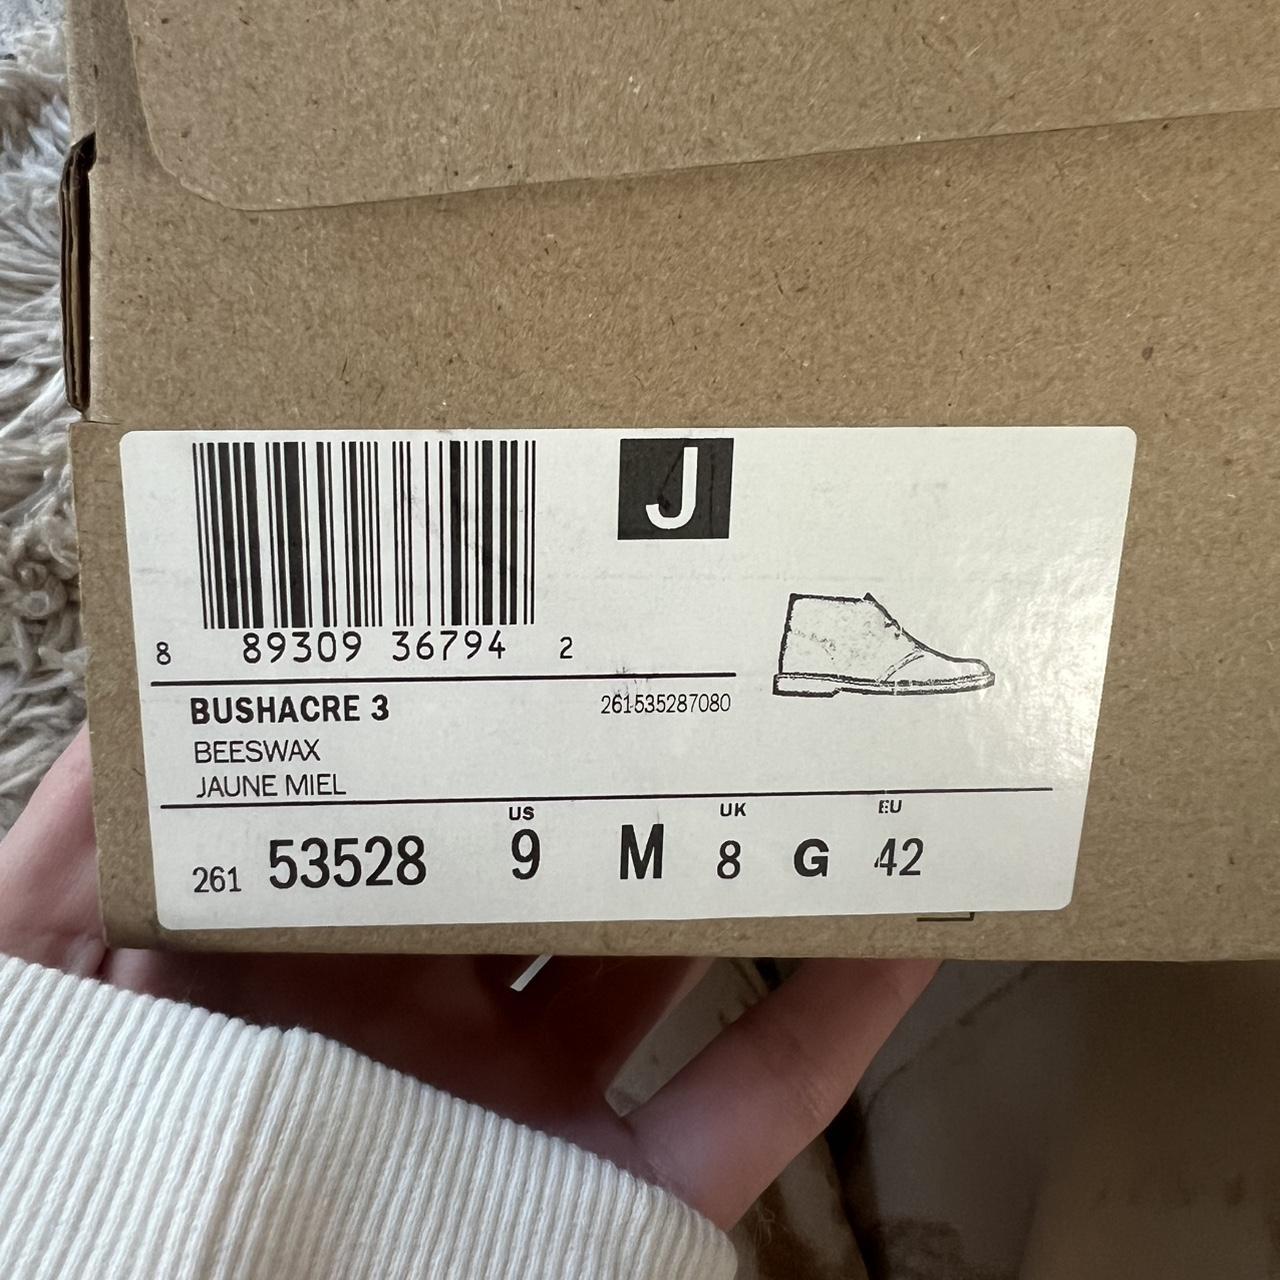 J
8 89309 36794 2
BUSHACRE 3 261535287080
BEESWAX
JAUNE MIEL
US UK EU
261 53528 9 M 8 G 42